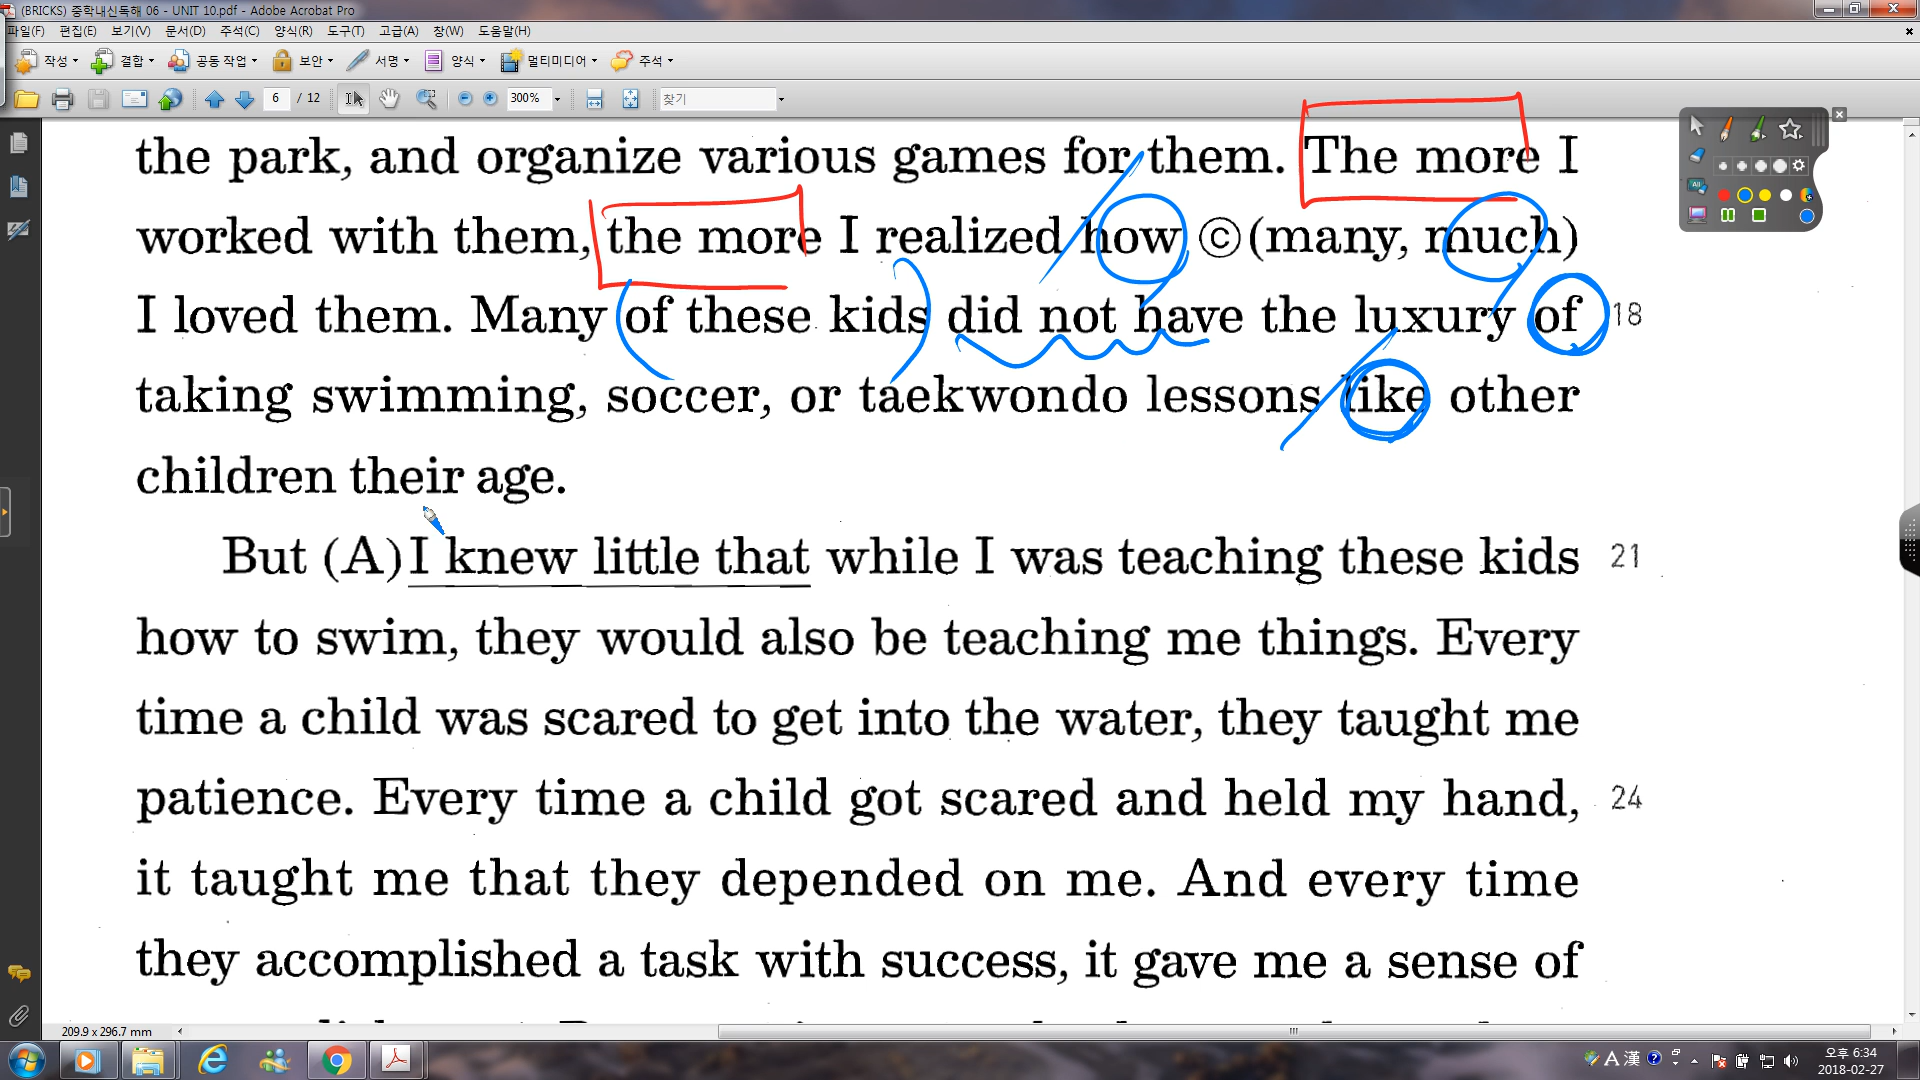 (BRICKS) 중학내신독해 06 - UNIT 10.pdf - Adobe Acrobat Pro
파일(F) 편집(E) 보기(V) 문서(D) 주석(C) 양식(R) 도구(T) 고급(A) 창(W) 도움말(H)
작성 결합 공동 작업 보안 서명 양식 멀티미디어 주석
6 / 12 300% 찾기
the park, and organize various games for them. The more I
worked with them, the more I realized how ⓒ(many, much)
I loved them. Many of these kids did not have the luxury of 18
taking swimming, soccer, or taekwondo lessons like other
children their age.
But (A)I knew little that while I was teaching these kids 21
how to swim, they would also be teaching me things. Every
time a child was scared to get into the water, they taught me
patience. Every time a child got scared and held my hand, 24
it taught me that they depended on me. And every time
they accomplished a task with success, it gave me a sense of
209.9 x 296.7 mm
A 漢 오후 6:34
2018-02-27